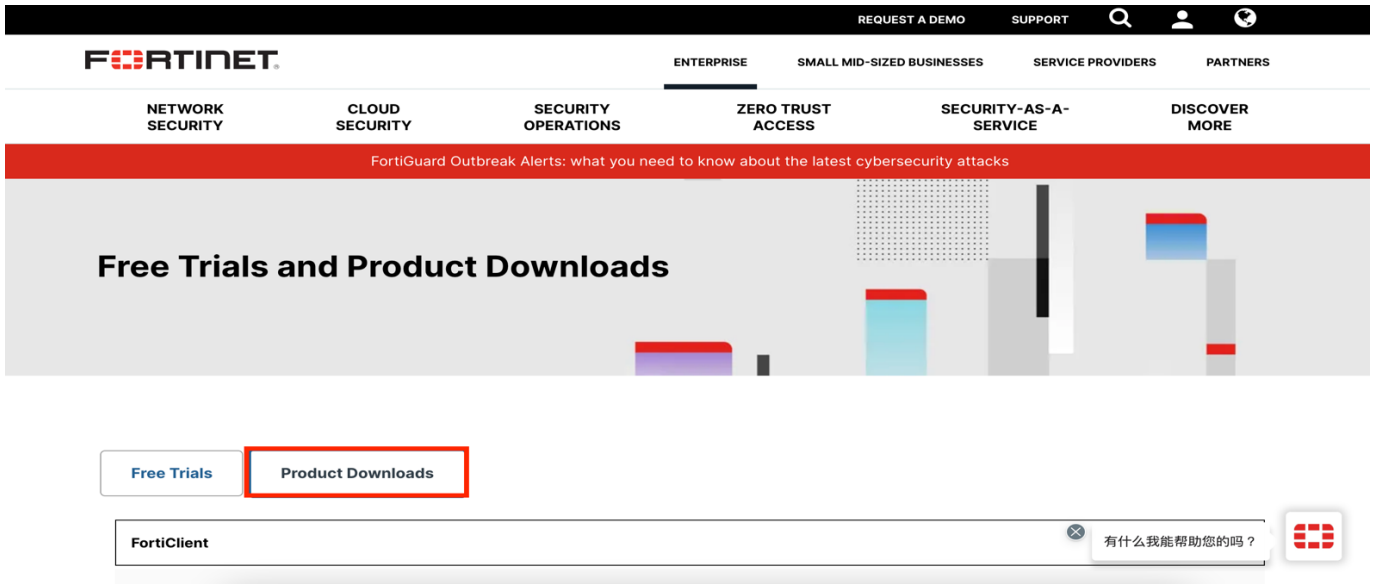 REQUEST A DEMO SUPPORT
FORTINET
ENTERPRISE SMALL MID-SIZED BUSINESSES SERVICE PROVIDERS PARTNERS
NETWORK SECURITY CLOUD SECURITY SECURITY OPERATIONS ZERO TRUST ACCESS SECURITY-AS-A-SERVICE DISCOVER MORE
FortiGuard Outbreak Alerts: what you need to know about the latest cybersecurity attacks
Free Trials and Product Downloads
Free Trials Product Downloads
FortiClient
有什么我能帮助您的吗？